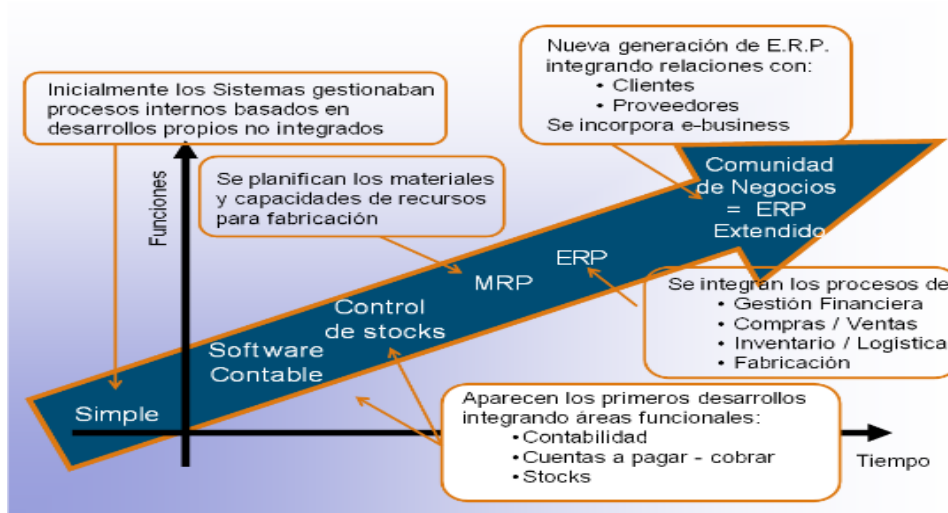 Nueva generación de E.R.P.
integrando relaciones con:
• Clientes
• Proveedores
Se incorpora e-business
Inicialmente los Sistemas gestionaban
procesos internos basados en
desarrollos propios no integrados
Funciones
Se planifican los materiales
y capacidades de recursos
para fabricación
Comunidad
de Negocios
= ERP
Extendido
ERP
MRP
Control
de stocks
Software
Contable
Simple
Se integran los procesos de
• Gestión Financiera
• Compras / Ventas
• Inventario / Logística
• Fabricación
Aparecen los primeros desarrollos
integrando áreas funcionales:
•Contabilidad
•Cuentas a pagar - cobrar
•Stocks
Tiempo